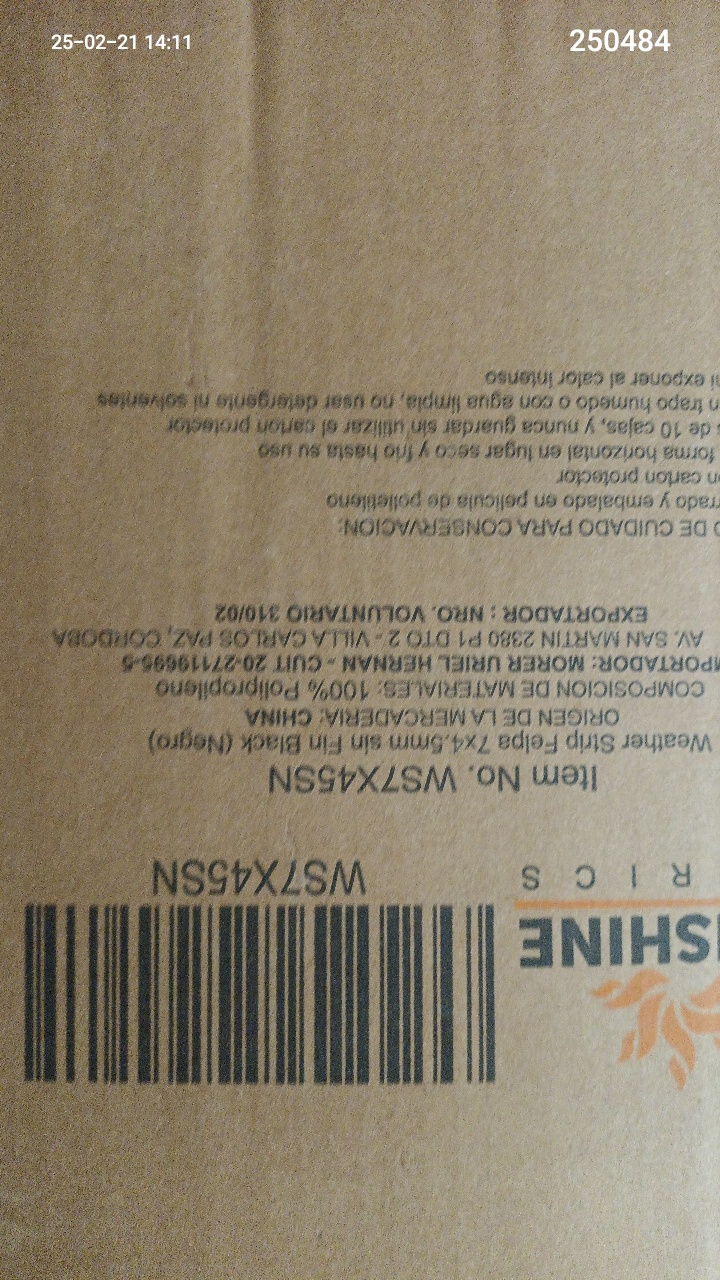 25-02-21 14:11
250484
SHINE
RICS
WS7X45SN
Item No. WS7X45SN
Weather Strip Felpa 7x4.5mm sin Fin Black (Negro)
ORIGEN DE LA MERCADERIA: CHINA
COMPOSICION DE MATERIALES: 100% Polipropileno
MPORTADOR: MORER URIEL HERNAN - CUIT 20-27119695-5
AV. SAN MARTIN 2380 P1 DTO 2 - VILLA CARLOS PAZ, CORDOBA
EXPORTADOR : NRO. VOLUNTARIO 310/02
O DE CUIDADO PARA CONSERVACION:
rrado y embalado en pelicula de polietileno
n carton protector
forma horizontal en lugar seco y frio hasta su uso
s de 10 cajas, y nunca guardar sin utilizar el carton protector
n trapo humedo o con agua limpia, no usar detergente ni solventes
ni exponer al calor intenso